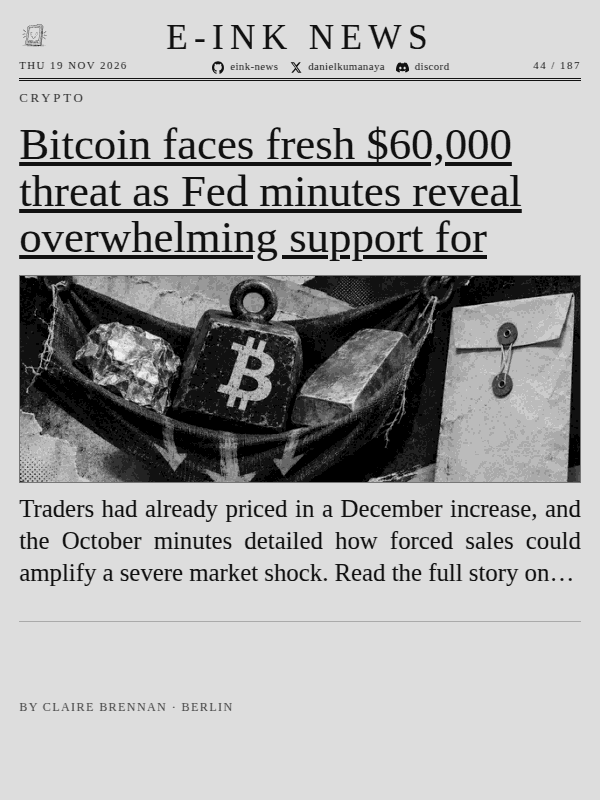 E-INK NEWS
THU 19 NOV 2026
eink-news
danielkumanaya
discord
44 / 187
CRYPTO
Bitcoin faces fresh $60,000
threat as Fed minutes reveal
overwhelming support for
Traders had already priced in a December increase, and
the October minutes detailed how forced sales could
amplify a severe market shock. Read the full story on…
BY CLAIRE BRENNAN · BERLIN